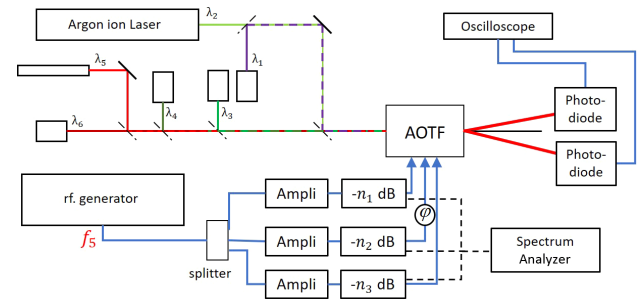 Argon ion Laser
λ₂
Oscilloscope
λ₅
λ₁
λ₄
λ₃
λ₆
AOTF
Photo-
diode
Photo-
diode
rf. generator
f₅
splitter
Ampli
-n₁ dB
φ
Ampli
-n₂ dB
Ampli
-n₃ dB
Spectrum
Analyzer